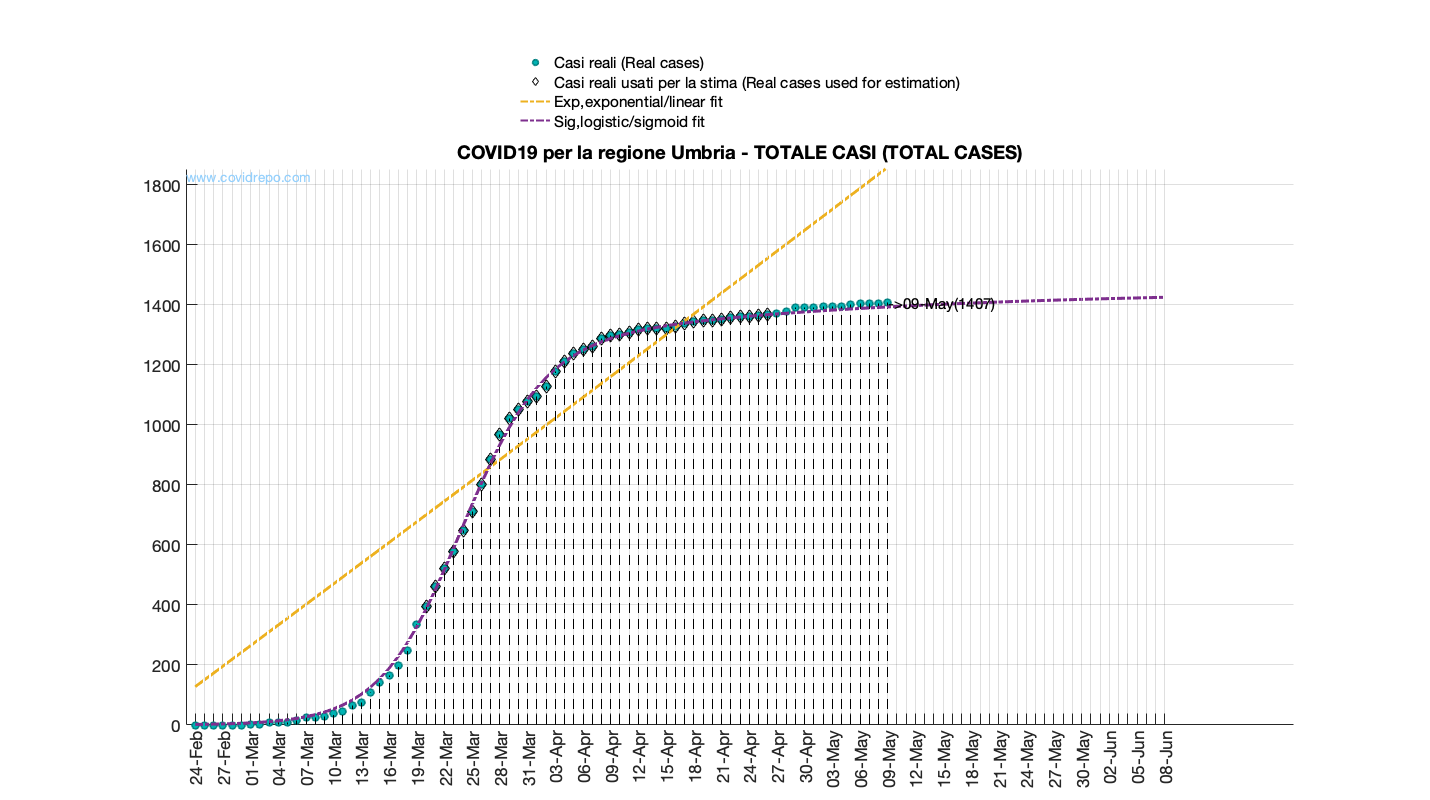 Casi reali (Real cases)
Casi reali usati per la stima (Real cases used for estimation)
Exp,exponential/linear fit
Sig,logistic/sigmoid fit
COVID19 per la regione Umbria - TOTALE CASI (TOTAL CASES)
www.covidrepo.com
1800
1600
1400
1200
1000
800
600
400
200
0
->09-May(1407)
24-Feb
27-Feb
01-Mar
04-Mar
07-Mar
10-Mar
13-Mar
16-Mar
19-Mar
22-Mar
25-Mar
28-Mar
31-Mar
03-Apr
06-Apr
09-Apr
12-Apr
15-Apr
18-Apr
21-Apr
24-Apr
27-Apr
30-Apr
03-May
06-May
09-May
12-May
15-May
18-May
21-May
24-May
27-May
30-May
02-Jun
05-Jun
08-Jun